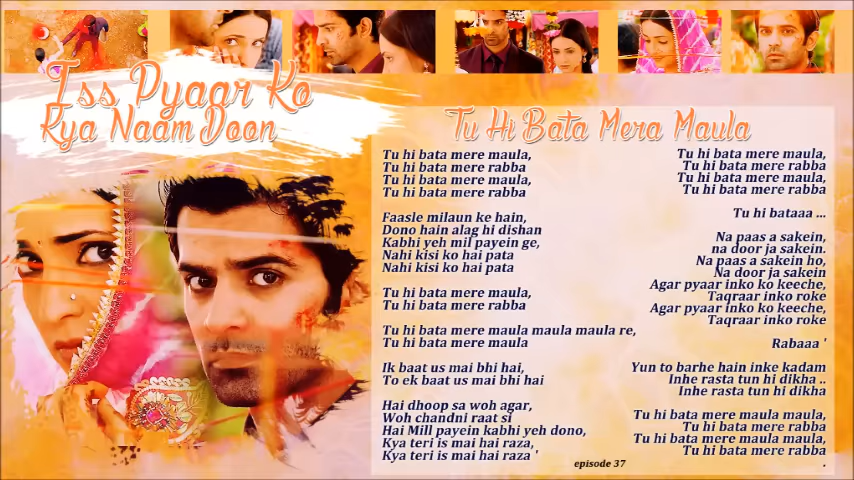 Iss Pyaar Ko
Kya Naam Doon
Tu Hi Bata Mera Maula
Tu hi bata mere maula,
Tu hi bata mere rabba
Tu hi bata mere maula,
Tu hi bata mere rabba
Faasle milaun ke hain,
Dono hain alag hi dishan
Kabhi yeh mil payein ge,
Nahi kisi ko hai pata
Nahi kisi ko hai pata
Tu hi bata mere maula,
Tu hi bata mere rabba
Tu hi bata mere maula maula maula re,
Tu hi bata mere maula
Ik baat us mai bhi hai,
To ek baat us mai bhi hai
Hai dhoop sa woh agar,
Woh chandni raat si
Hai Mill payein kabhi yeh dono,
Kya teri is mai hai raza,
Kya teri is mai hai raza '
Tu hi bata mere maula,
Tu hi bata mere rabba
Tu hi bata mere maula,
Tu hi bata mere rabba
Tu hi bataaa ...
Na paas a sakein,
na door ja sakein.
Na paas a sakein ho,
Na door ja sakein
Agar pyaar inko ko keeche,
Taqraar inko roke
Agar pyaar inko ko keeche,
Taqraar inko roke
Rabaaa '
Yun to barhe hain inke kadam
Inhe rasta tun hi dikha ..
Inhe rasta tun hi dikha
Tu hi bata mere maula maula,
Tu hi bata mere rabba
Tu hi bata mere maula maula,
Tu hi bata mere rabba
.
episode 37